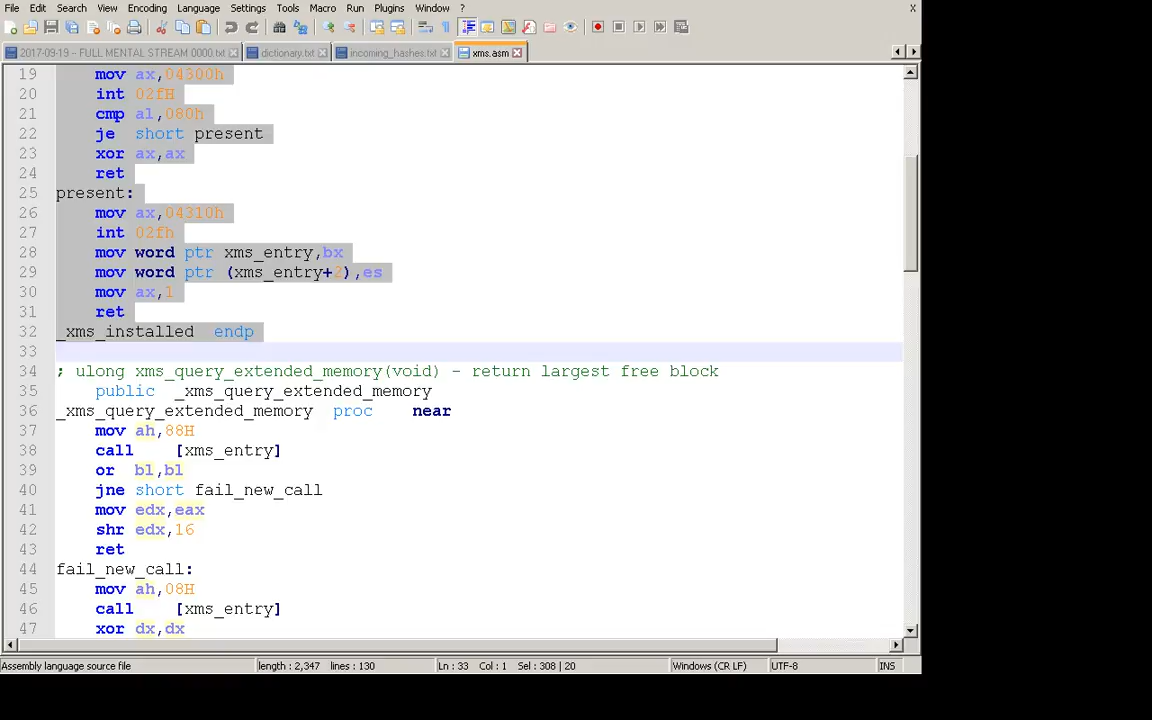 File Edit Search View Encoding Language Settings Tools Macro Run Plugins Window ? X
2017-09-19 – FULL MENTAL STREAM 0000.txt dictionary.txt incoming_hashes.txt xms.asm
19 mov ax,04300h
20 int 02fH
21 cmp al,080h
22 je short present
23 xor ax,ax
24 ret
25 present:
26 mov ax,04310h
27 int 02fh
28 mov word ptr xms_entry,bx
29 mov word ptr (xms_entry+2),es
30 mov ax,1
31 ret
32 _xms_installed endp
33
34 ; ulong xms_query_extended_memory(void) - return largest free block
35 public _xms_query_extended_memory
36 _xms_query_extended_memory proc near
37 mov ah,88H
38 call [xms_entry]
39 or bl,bl
40 jne short fail_new_call
41 mov edx,eax
42 shr edx,16
43 ret
44 fail_new_call:
45 mov ah,08H
46 call [xms_entry]
47 xor dx,dx
Assembly language source file length : 2,347 lines : 130 Ln : 33 Col : 1 Sel : 308 | 20 Windows (CR LF) UTF-8 INS